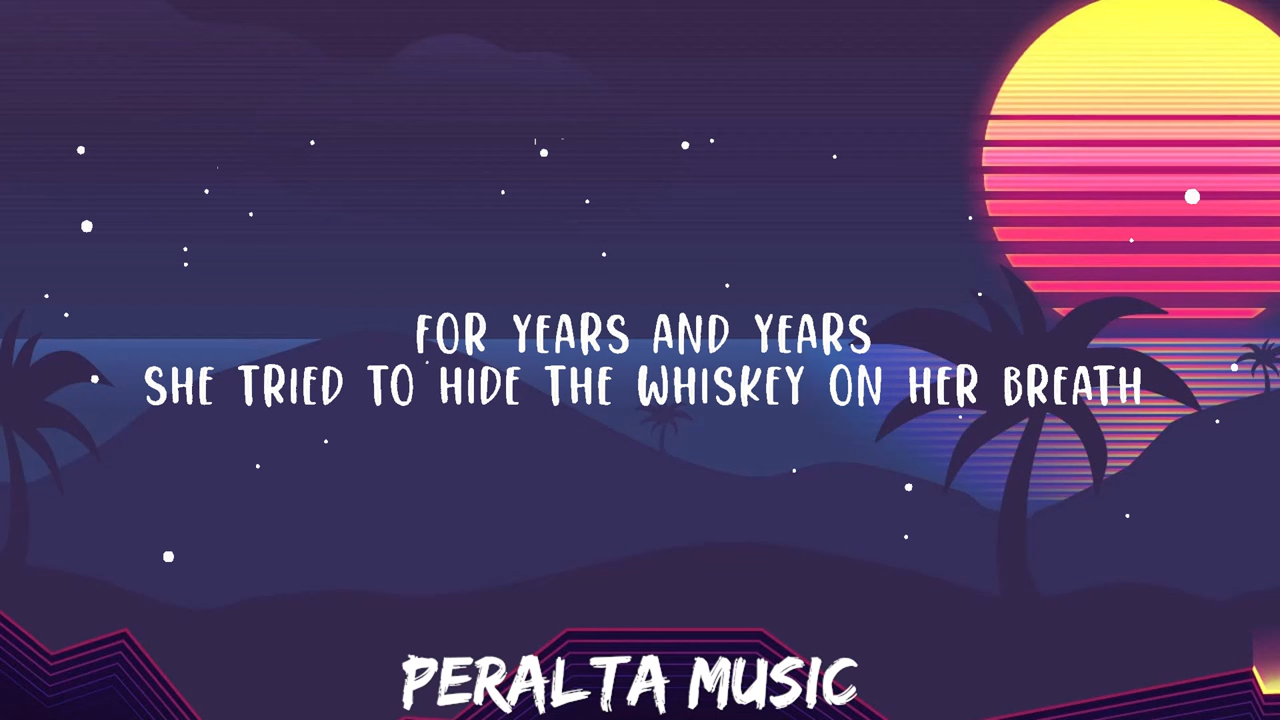 FOR YEARS AND YEARS
SHE TRIED TO HIDE THE WHISKEY ON HER BREATH
PERALTA MUSIC